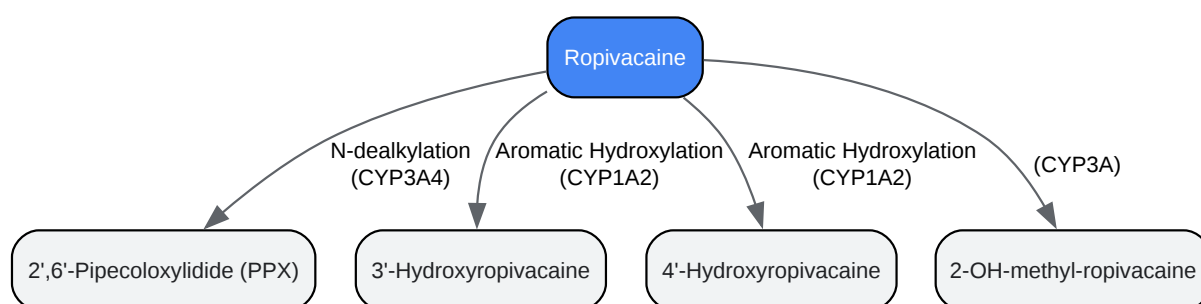 Ropivacaine
N-dealkylation
(CYP3A4)
Aromatic Hydroxylation
(CYP1A2)
Aromatic Hydroxylation
(CYP1A2)
(CYP3A)
2',6'-Pipecoloxylidide (PPX)
3'-Hydroxyropivacaine
4'-Hydroxyropivacaine
2-OH-methyl-ropivacaine